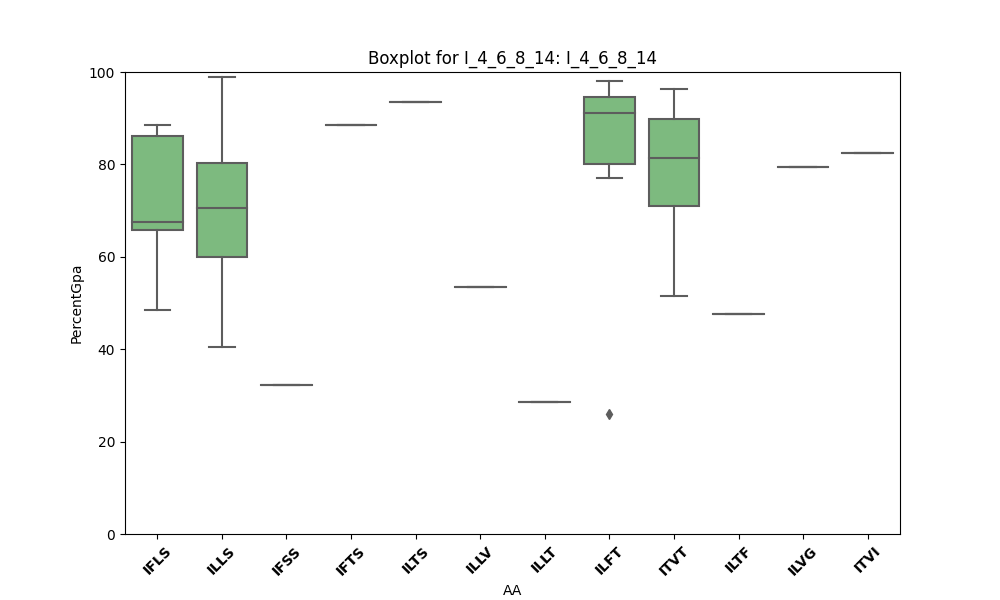 Boxplot for I_4_6_8_14: I_4_6_8_14
100
80
60
40
20
0
PercentGpa
IFLS
ILLS
IFSS
IFTS
ILTS
ILLV
ILLT
ILFT
ITVT
ILTF
ILVG
ITVI
AA